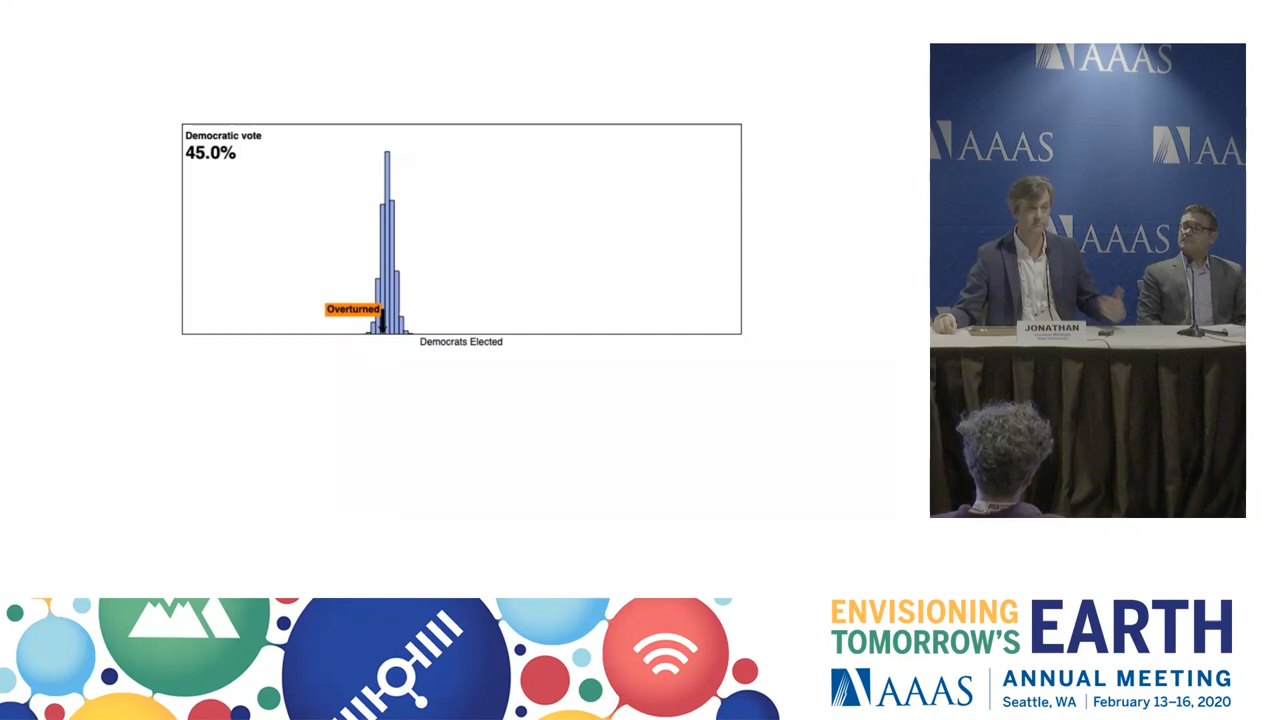 Democratic vote
45.0%
Overturned
Democrats Elected
AAAS
AAAS
AA
AAAS
JONATHAN
ENVISIONING
TOMORROW'S
EARTH
AAAS
ANNUAL MEETING
Seattle, WA | February 13–16, 2020